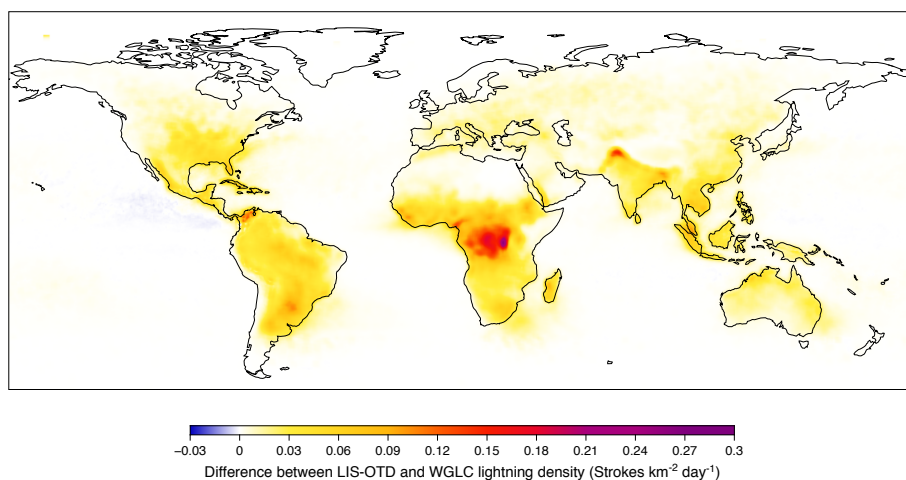 −0.03 0 0.03 0.06 0.09 0.12 0.15 0.18 0.21 0.24 0.27 0.3
Difference between LIS-OTD and WGLC lightning density (Strokes km⁻² day⁻¹)